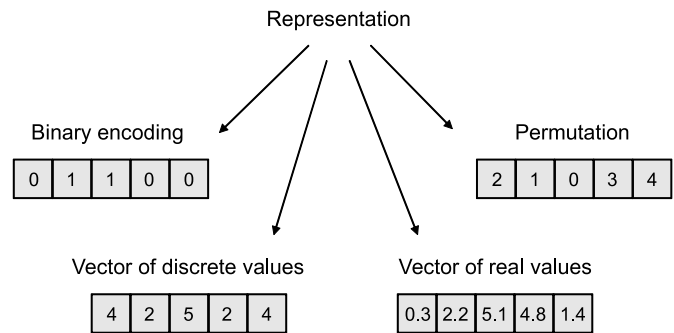 Representation
Binary encoding
0 1 1 0 0
Permutation
2 1 0 3 4
Vector of discrete values
4 2 5 2 4
Vector of real values
0.3 2.2 5.1 4.8 1.4